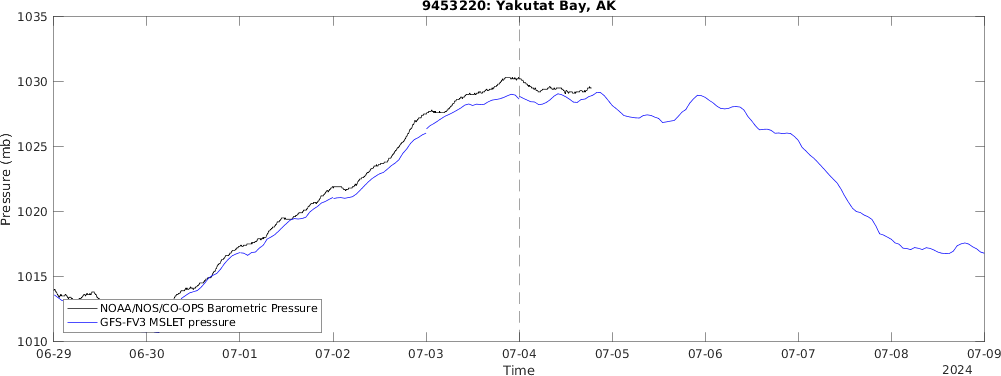 9453220: Yakutat Bay, AK
Pressure (mb)
1035
1030
1025
1020
1015
1010
NOAA/NOS/CO-OPS Barometric Pressure
GFS-FV3 MSLET pressure
06-29 06-30 07-01 07-02 07-03 07-04 07-05 07-06 07-07 07-08 07-09
Time
2024